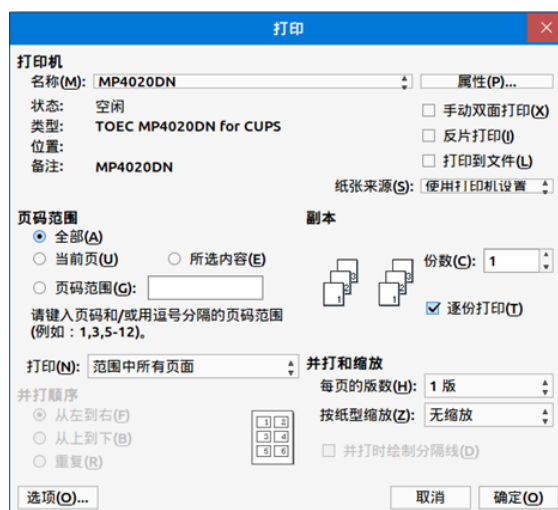 打印
打印机
名称(M): MP4020DN 属性(P)...
状态: 空闲 手动双面打印(X)
类型: TOEC MP4020DN for CUPS 反片打印(I)
位置: 打印到文件(L)
备注: MP4020DN
纸张来源(S): 使用打印机设置
页码范围 副本
全部(A)
当前页(U) 所选内容(E) 份数(C): 1
页码范围(G):
逐份打印(T)
请键入页码和/或用逗号分隔的页码范围
(例如：1,3,5-12)。
打印(N): 范围中所有页面 并打和缩放
每页的版数(H): 1 版
并打顺序
从左到右(F) 按纸型缩放(Z): 无缩放
从上到下(B) 并打时绘制分隔线(D)
重复(R)
1 2
3 4
5 6
选项(O)... 取消 确定(O)